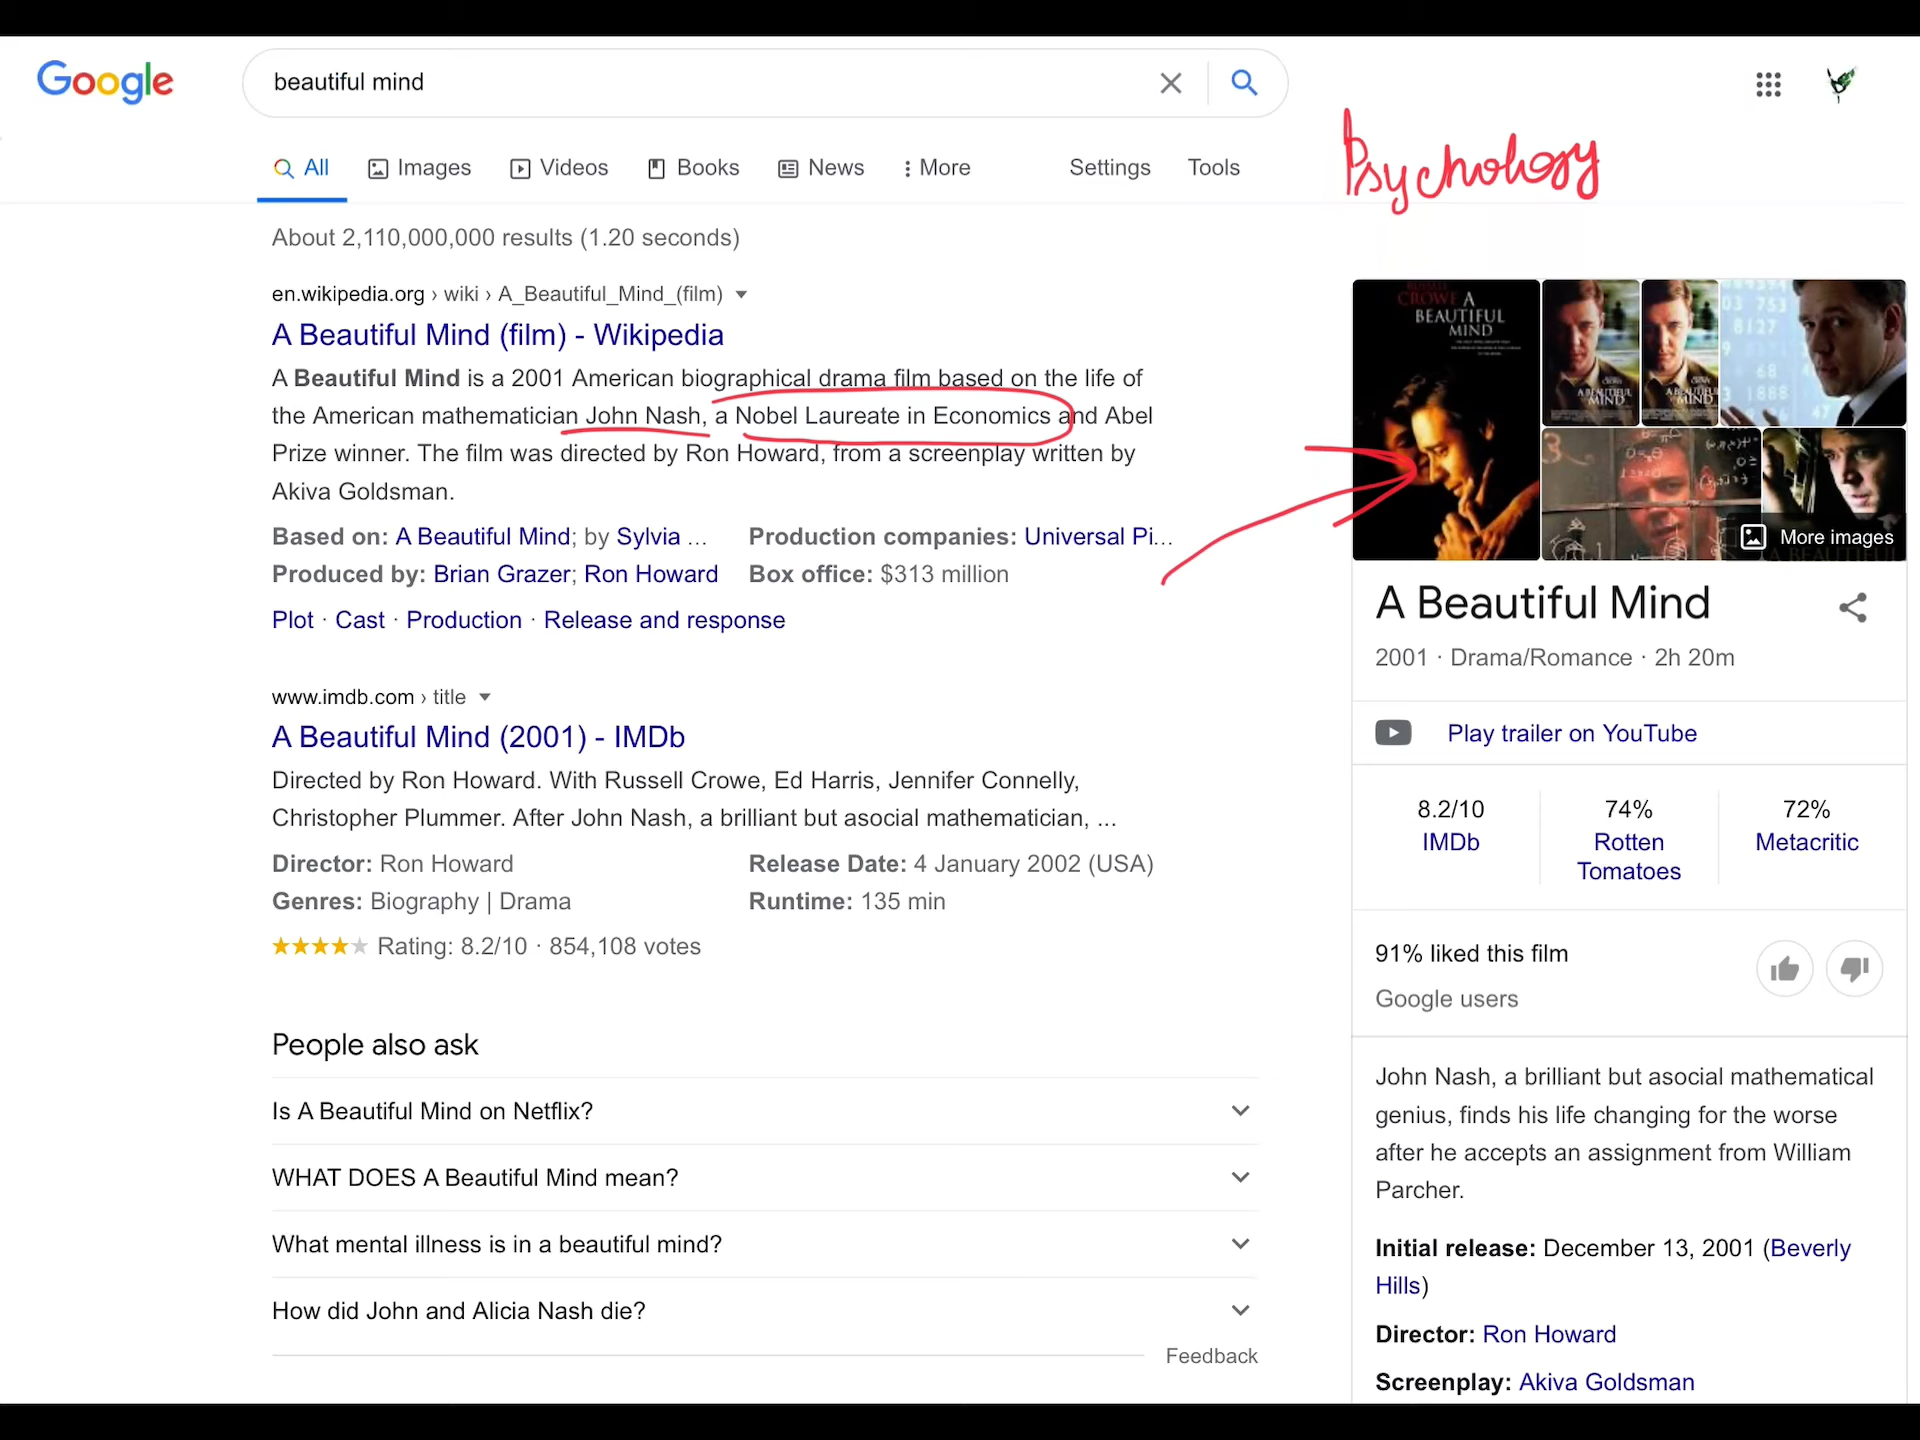 Google
beautiful mind
All Images Videos Books News More Settings Tools
Psychology
About 2,110,000,000 results (1.20 seconds)
en.wikipedia.org › wiki › A_Beautiful_Mind_(film)
A Beautiful Mind (film) - Wikipedia
A Beautiful Mind is a 2001 American biographical drama film based on the life of
the American mathematician John Nash, a Nobel Laureate in Economics and Abel
Prize winner. The film was directed by Ron Howard, from a screenplay written by
Akiva Goldsman.
Based on: A Beautiful Mind; by Sylvia ... Production companies: Universal Pi...
Produced by: Brian Grazer; Ron Howard Box office: $313 million
Plot · Cast · Production · Release and response
www.imdb.com › title
A Beautiful Mind (2001) - IMDb
Directed by Ron Howard. With Russell Crowe, Ed Harris, Jennifer Connelly,
Christopher Plummer. After John Nash, a brilliant but asocial mathematician, ...
Director: Ron Howard Release Date: 4 January 2002 (USA)
Genres: Biography | Drama Runtime: 135 min
Rating: 8.2/10 · 854,108 votes
People also ask
Is A Beautiful Mind on Netflix?
WHAT DOES A Beautiful Mind mean?
What mental illness is in a beautiful mind?
How did John and Alicia Nash die?
Feedback
RUSSELL
CROWE A
BEAUTIFUL
MIND
More images
A Beautiful Mind
2001 · Drama/Romance · 2h 20m
Play trailer on YouTube
8.2/10 74% 72%
IMDb Rotten Metacritic
Tomatoes
91% liked this film
Google users
John Nash, a brilliant but asocial mathematical
genius, finds his life changing for the worse
after he accepts an assignment from William
Parcher.
Initial release: December 13, 2001 (Beverly
Hills)
Director: Ron Howard
Screenplay: Akiva Goldsman